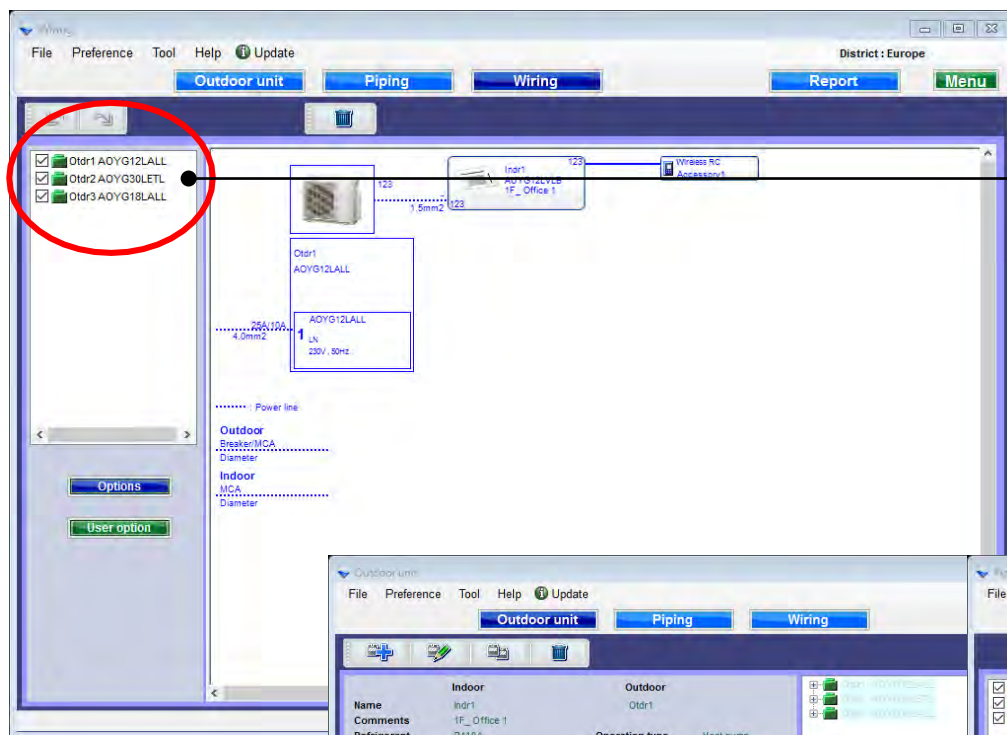 Wiring
File Preference Tool Help Update
District : Europe
Outdoor unit Piping Wiring Report Menu
Otdr1 AOYG12LALL
Otdr2 AOYG30LETL
Otdr3 AOYG18LALL
123
1.5mm2
123
Indr1
1F_ Office 1
123
Wireless RC
Accessory1
Otdr1
AOYG12LALL
25A/10A
4.0mm2
AOYG12LALL
1 LN
230V , 50Hz
: Power line
Outdoor
Breaker/MCA
Diameter
Indoor
MCA
Diameter
Options
User option
Outdoor unit
File Preference Tool Help Update
Outdoor unit Piping Wiring
Indoor Outdoor
Name Indr1 Otdr1
Comments 1F_ Office 1
Refrigerant R410A Operation type Heat pump
File